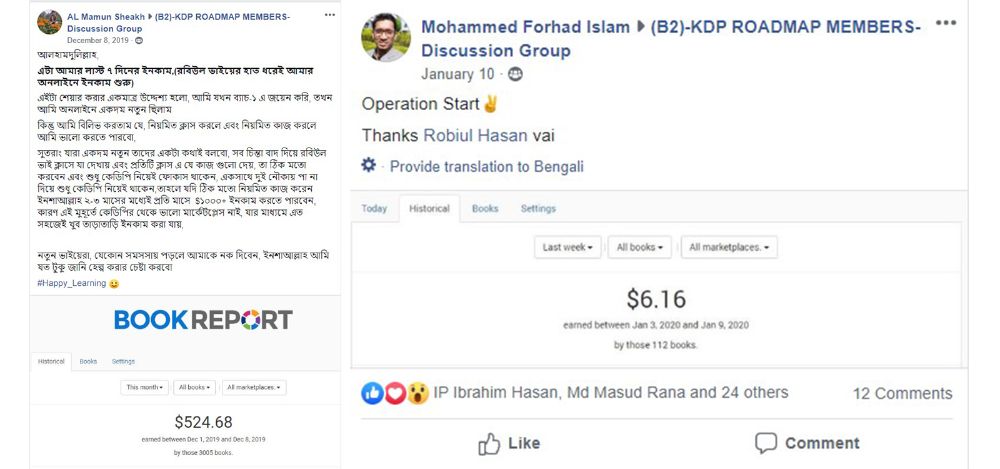 AL Mamun Sheakh ▶ (B2)-KDP ROADMAP MEMBERS-
Discussion Group
December 8, 2019 ·
আলহামদুলিল্লাহ,
এটা আমার লাস্ট ৭ দিনের ইনকাম,(রবিউল ভাইয়ের হাত ধরেই আমার
অনলাইনে ইনকাম শুরু)
এইটা শেয়ার করার একমাত্র উদ্দেশ্য হলো, আমি যখন ব্যাচ-১ এ জয়েন করি, তখন
আমি অনলাইনে একদম নতুন ছিলাম
কিন্তু আমি বিলিভ করতাম যে, নিয়মিত ক্লাস করলে এবং নিয়মিত কাজ করলে
আমি ভালো করতে পারবো,
সুতরাং যারা একদম নতুন তাদের একটা কথাই বলবো, সব চিন্তা বাদ দিয়ে রবিউল
ভাই ক্লাসে যা দেখায় এবং প্রতিটি ক্লাস এ যে কাজ গুলো দেয়, তা ঠিক মতো
করবেন এবং শুধু কেডিপি নিয়েই ফোকাস থাকেন, একসাথে দুই নৌকায় পা না
দিয়ে শুধু কেডিপি নিয়েই থাকেন,তাহলে যদি ঠিক মতো নিয়মিত কাজ করেন
ইনশাআল্লাহ ২-৩ মাসের মধ্যেই প্রতি মাসে $১০০০+ ইনকাম করতে পারবেন,
কারণ এই মুহূর্তে কেডিপির থেকে ভালো মার্কেটপ্লেস নাই, যার মাধ্যমে এত
সহজেই খুব তাড়াতাড়ি ইনকাম করা যায়,
নতুন ভাইয়েরা, যেকোন সমসসায় পড়লে আমাকে নক দিবেন, ইনশাআল্লাহ আমি
যত টুকু জানি হেল্প করার চেষ্টা করবো
#Happy_Learning 🙂
BOOKREPORT
Historical Books Settings
This month All books All marketplaces.
$524.68
earned between Dec 1, 2019 and Dec 8, 2019
by those 3005 books.
Mohammed Forhad Islam ▶ (B2)-KDP ROADMAP MEMBERS-
Discussion Group
January 10 ·
Operation Start✌
Thanks Robiul Hasan vai
Provide translation to Bengali
Today Historical Books Settings
Last week All books All marketplaces.
$6.16
earned between Jan 3, 2020 and Jan 9, 2020
by those 112 books.
IP Ibrahim Hasan, Md Masud Rana and 24 others 12 Comments
Like Comment